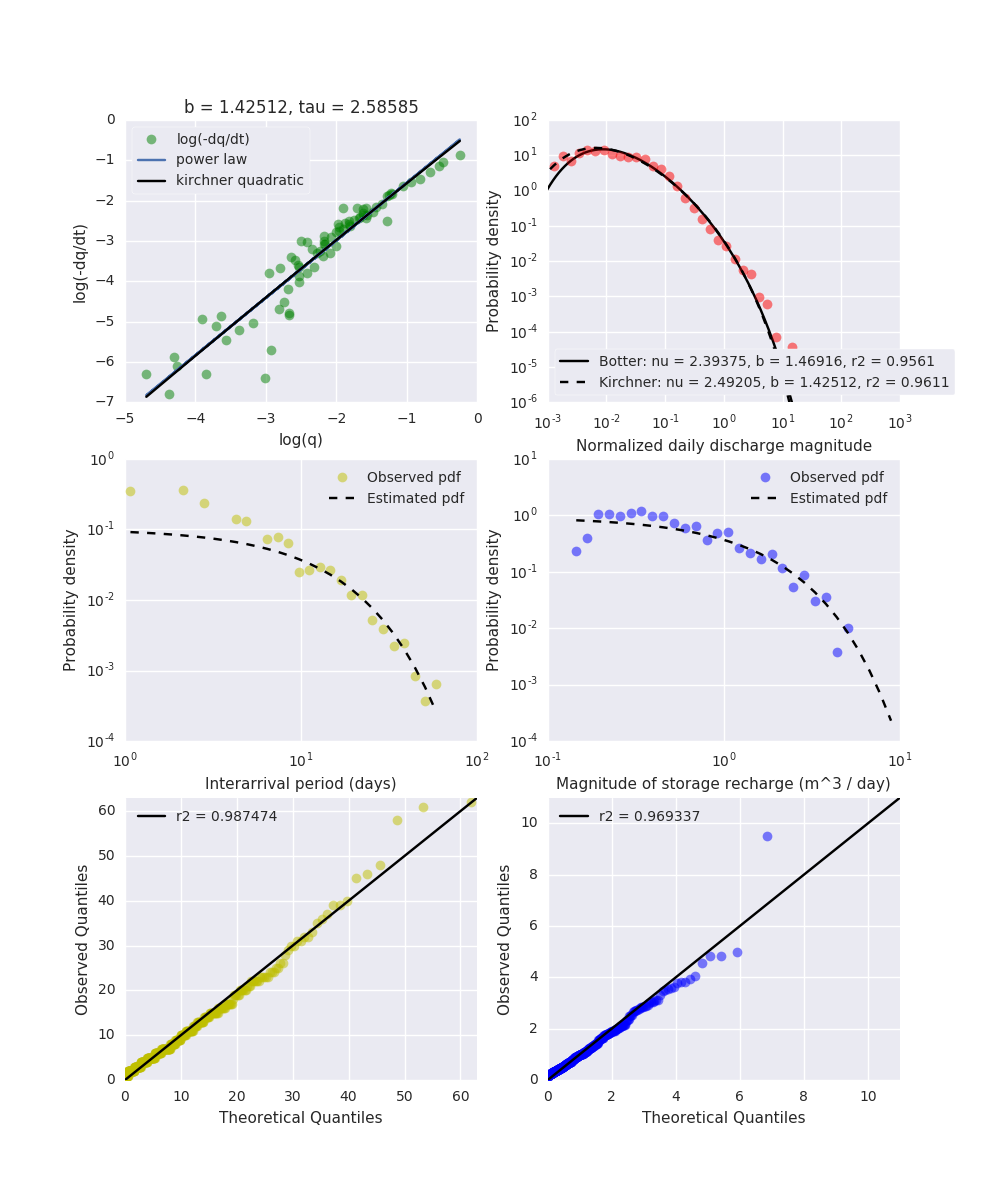 b = 1.42512, tau = 2.58585
log(-dq/dt)
power law
kirchner quadratic
0
−1
−2
−3
−4
−5
−6
−7
log(-dq/dt)
−5 −4 −3 −2 −1 0
log(q)
10^2
10^1
10^0
10^-1
10^-2
10^-3
10^-4
10^-5
10^-6
Probability density
Botter: nu = 2.39375, b = 1.46916, r2 = 0.9561
Kirchner: nu = 2.49205, b = 1.42512, r2 = 0.9611
10^-3 10^-2 10^-1 10^0 10^1 10^2 10^3
Normalized daily discharge magnitude
10^0
10^-1
10^-2
10^-3
10^-4
Probability density
Observed pdf
Estimated pdf
10^0 10^1 10^2
Interarrival period (days)
10^1
10^0
10^-1
10^-2
10^-3
10^-4
Probability density
Observed pdf
Estimated pdf
10^-1 10^0 10^1
Magnitude of storage recharge (m^3 / day)
r2 = 0.987474
60
50
40
30
20
10
0
Observed Quantiles
0 10 20 30 40 50 60
Theoretical Quantiles
r2 = 0.969337
10
8
6
4
2
0
Observed Quantiles
0 2 4 6 8 10
Theoretical Quantiles